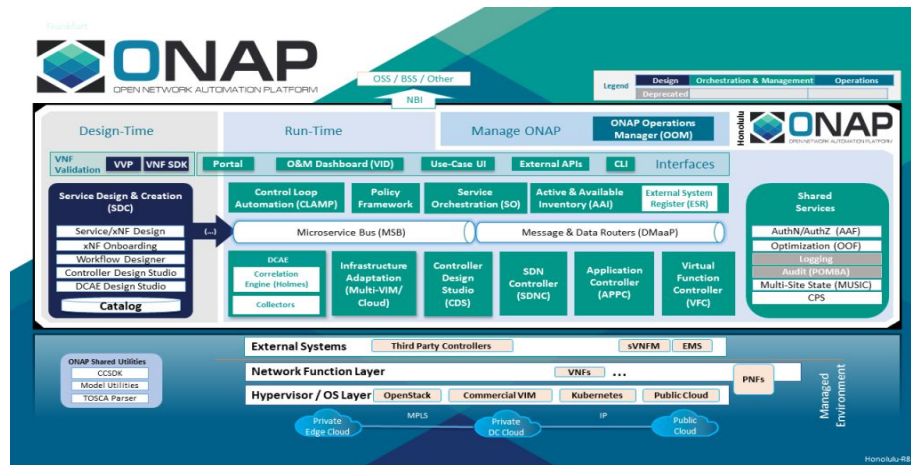 ONAP
OPEN NETWORK AUTOMATION PLATFORM
OSS / BSS / Other
NBI
Legend
Design
Orchestration & Management
Operations
Deprecated
Design-Time
Run-Time
Manage ONAP
ONAP Operations
Manager (OOM)
Honolulu
ONAP
OPEN NETWORK AUTOMATION PLATFORM
VNF
Validation
VVP
VNF SDK
Portal
O&M Dashboard (VID)
Use-Case UI
External APIs
CLI
Interfaces
Service Design & Creation
(SDC)
Service/xNF Design
xNF Onboarding
Workflow Designer
Controller Design Studio
DCAE Design Studio
Catalog
(...)
Control Loop
Automation (CLAMP)
Policy
Framework
Service
Orchestration (SO)
Active & Available
Inventory (AAI)
External System
Register (ESR)
Microservice Bus (MSB)
Message & Data Routers (DMaaP)
DCAE
Correlation
Engine (Holmes)
Collectors
Infrastructure
Adaptation
(Multi-VIM/
Cloud)
Controller
Design
Studio
(CDS)
SDN
Controller
(SDNC)
Application
Controller
(APPC)
Virtual
Function
Controller
(VFC)
Shared
Services
AuthN/AuthZ (AAF)
Optimization (OOF)
Logging
Audit (POMBA)
Multi-Site State (MUSIC)
CPS
ONAP Shared Utilities
CCSDK
Model Utilities
TOSCA Parser
External Systems
Third Party Controllers
sVNFM
EMS
Network Function Layer
VNFs
...
PNFs
Hypervisor / OS Layer
OpenStack
Commercial VIM
Kubernetes
Public Cloud
Private
Edge Cloud
MPLS
Private
DC Cloud
IP
Public
Cloud
Managed
Environment
Honolulu-R8